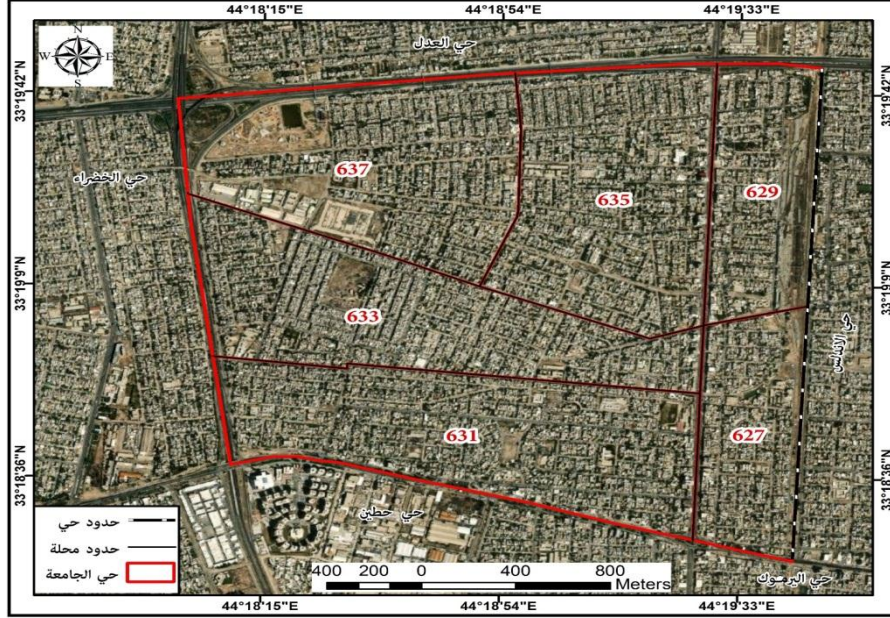 44°18'15"E 44°18'54"E 44°19'33"E
N
W E
S
حي العدل
33°19'42"N 33°19'42"N
637
635
629
حي الخضراء
33°19'9"N 33°19'9"N
633
حي الأندلس
631
627
33°18'36"N 33°18'36"N
حي حطين
حدود حي
حدود محلة
حي الجامعة
400 200 0 400 800
Meters
حي اليرموك
44°18'15"E 44°18'54"E 44°19'33"E